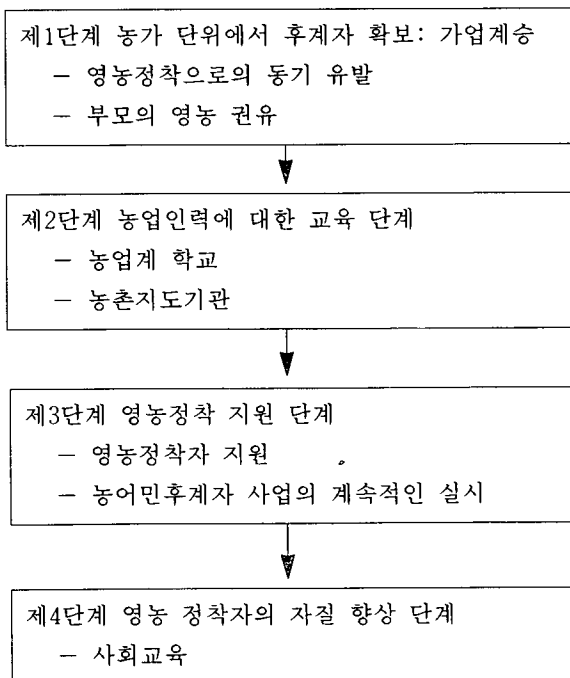 제1단계 농가 단위에서 후계자 확보: 가업계승
— 영농정착으로의 동기 유발
— 부모의 영농 권유
제2단계 농업인력에 대한 교육 단계
— 농업계 학교
— 농촌지도기관
제3단계 영농정착 지원 단계
— 영농정착자 지원
— 농어민후계자 사업의 계속적인 실시
제4단계 영농 정착자의 자질 향상 단계
— 사회교육